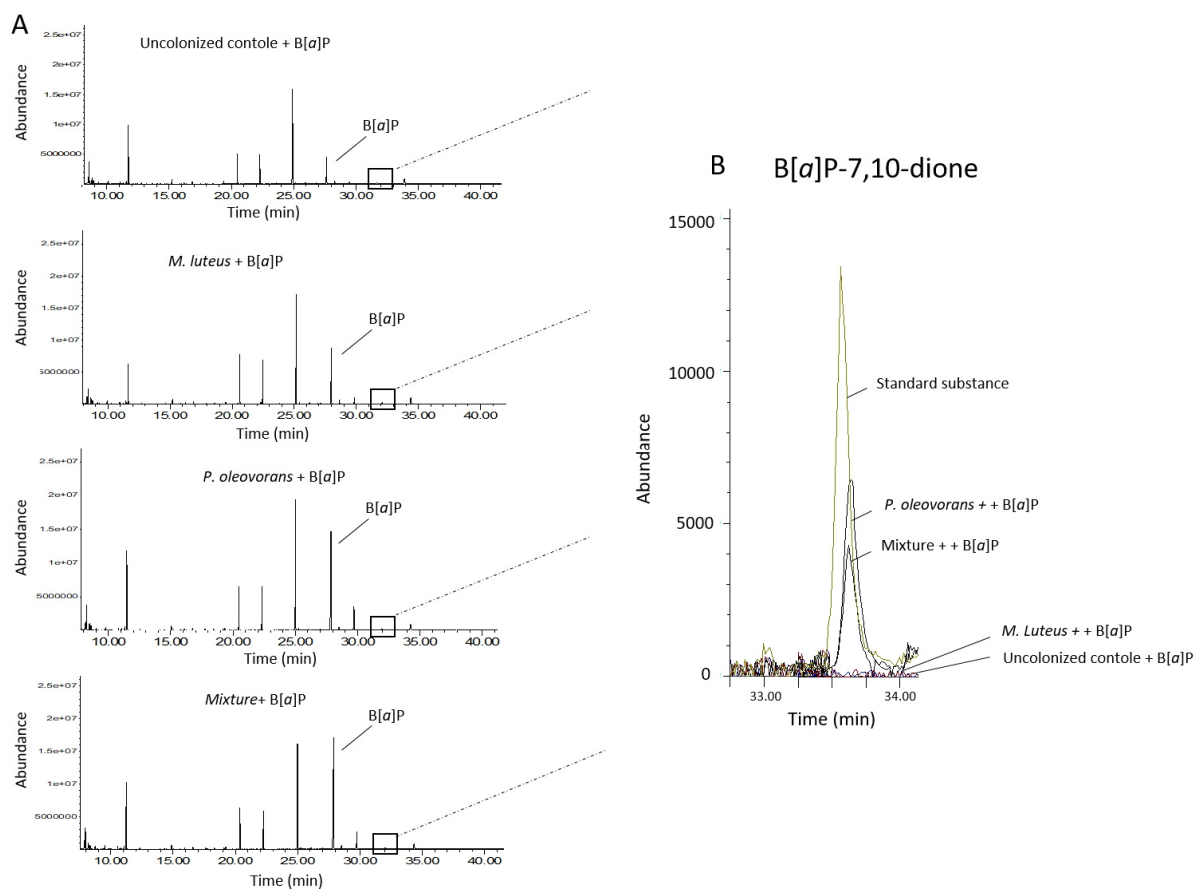 A
Uncolonized contole + B[a]P
Abundance
2.5e+07
2e+07
1.5e+07
1e+07
5000000
B[a]P
10.00 15.00 20.00 25.00 30.00 35.00 40.00
Time (min)
M. luteus + B[a]P
Abundance
2.5e+07
2e+07
1.5e+07
1e+07
5000000
B[a]P
10.00 15.00 20.00 25.00 30.00 35.00 40.00
Time (min)
P. oleovorans + B[a]P
Abundance
2.5e+07
2e+07
1.5e+07
1e+07
5000000
B[a]P
10.00 15.00 20.00 25.00 30.00 35.00 40.00
Time (min)
Mixture+ B[a]P
Abundance
2.5e+07
2e+07
1.5e+07
1e+07
5000000
B[a]P
10.00 15.00 20.00 25.00 30.00 35.00 40.00
Time (min)
B B[a]P-7,10-dione
Abundance
15000
10000
5000
0
Standard substance
P. oleovorans + + B[a]P
Mixture + + B[a]P
M. Luteus + + B[a]P
Uncolonized contole + B[a]P
33.00 34.00
Time (min)